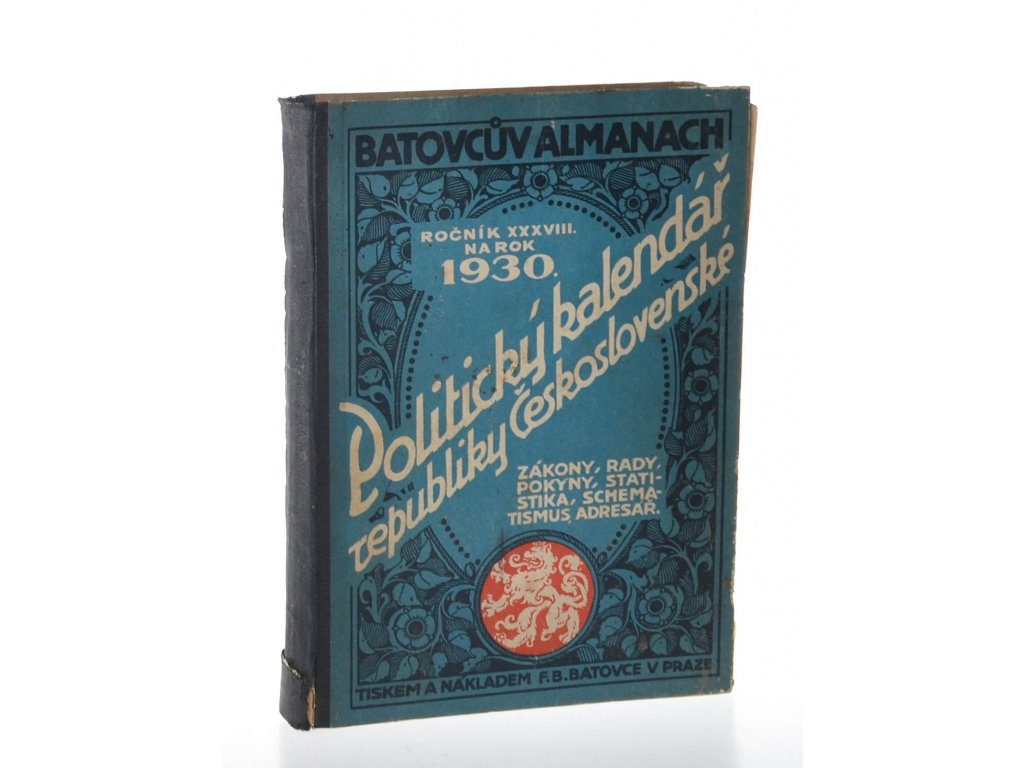 BATOVCŮV ALMANACH
ROČNÍK XXXVIII.
NA ROK
1930.
Politický kalendář
republiky Československé
ZÁKONY, RADY,
POKYNY, STATI-
STIKA, SCHEMA-
TISMUS, ADRESÁŘ.
TISKEM A NÁKLADEM F. B. BATOVCE V PRAZE